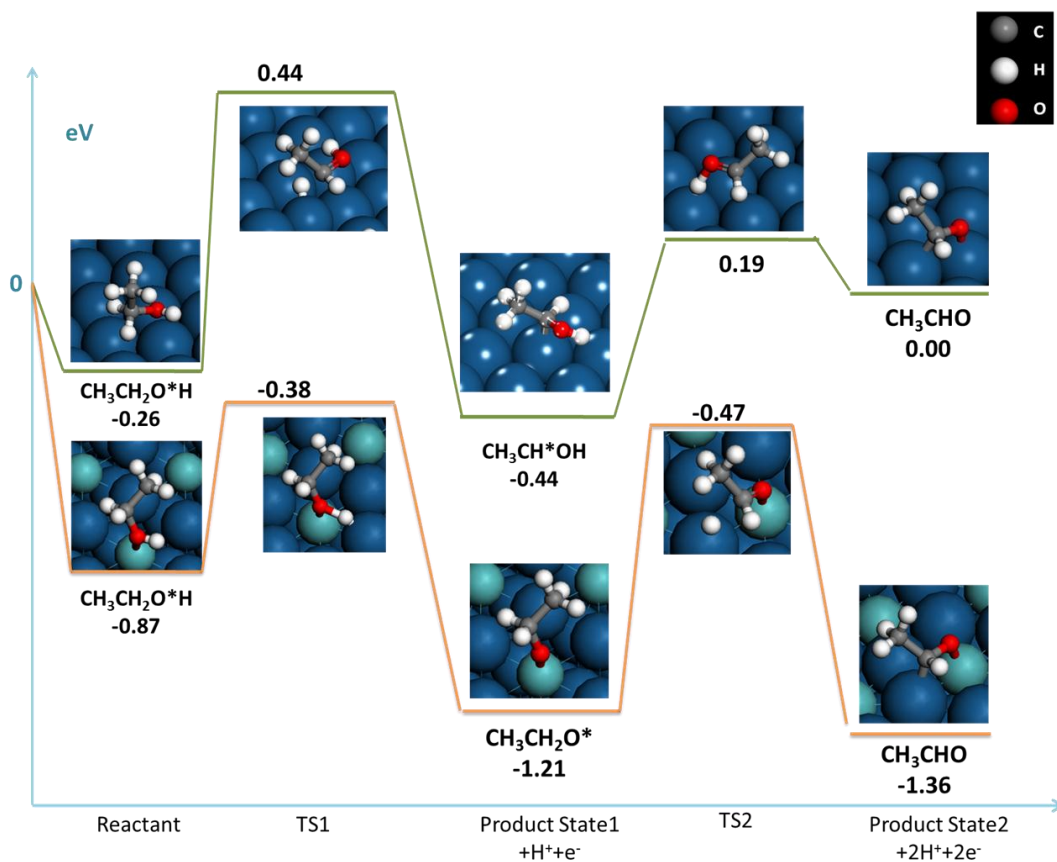 C
H
O
eV
0
0.44
CH₃CH₂O*H
-0.26
-0.38
CH₃CH*OH
-0.44
0.19
CH₃CHO
0.00
-0.47
CH₃CH₂O*H
-0.87
CH₃CH₂O*
-1.21
CH₃CHO
-1.36
Reactant
TS1
Product State1
+H⁺+e⁻
TS2
Product State2
+2H⁺+2e⁻